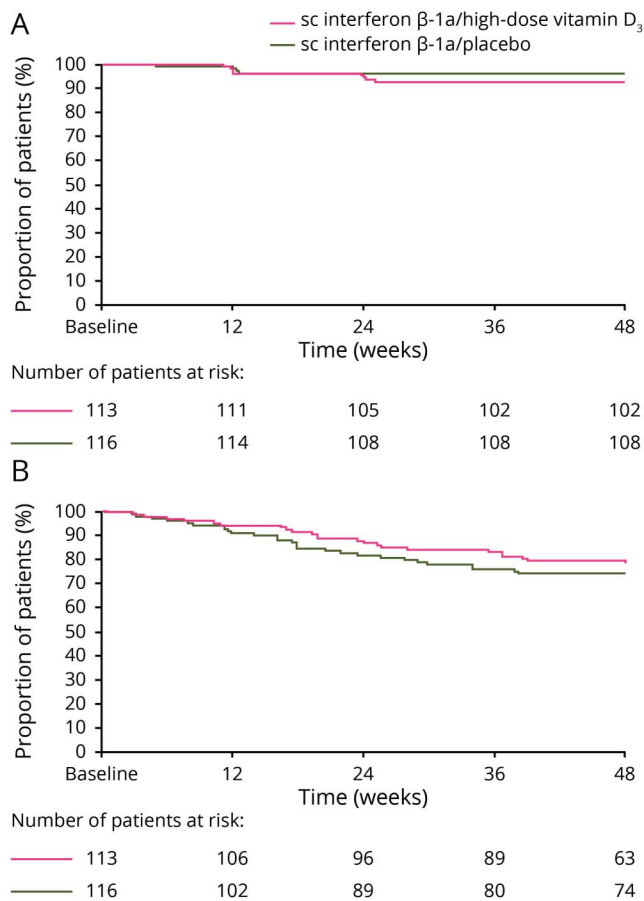 A
sc interferon β-1a/high-dose vitamin D3
sc interferon β-1a/placebo
Proportion of patients (%)
100
90
80
70
60
50
40
30
20
10
0
Baseline 12 24 36 48
Time (weeks)
Number of patients at risk:
113 111 105 102 102
116 114 108 108 108
B
Proportion of patients (%)
100
90
80
70
60
50
40
30
20
10
0
Baseline 12 24 36 48
Time (weeks)
Number of patients at risk:
113 106 96 89 63
116 102 89 80 74